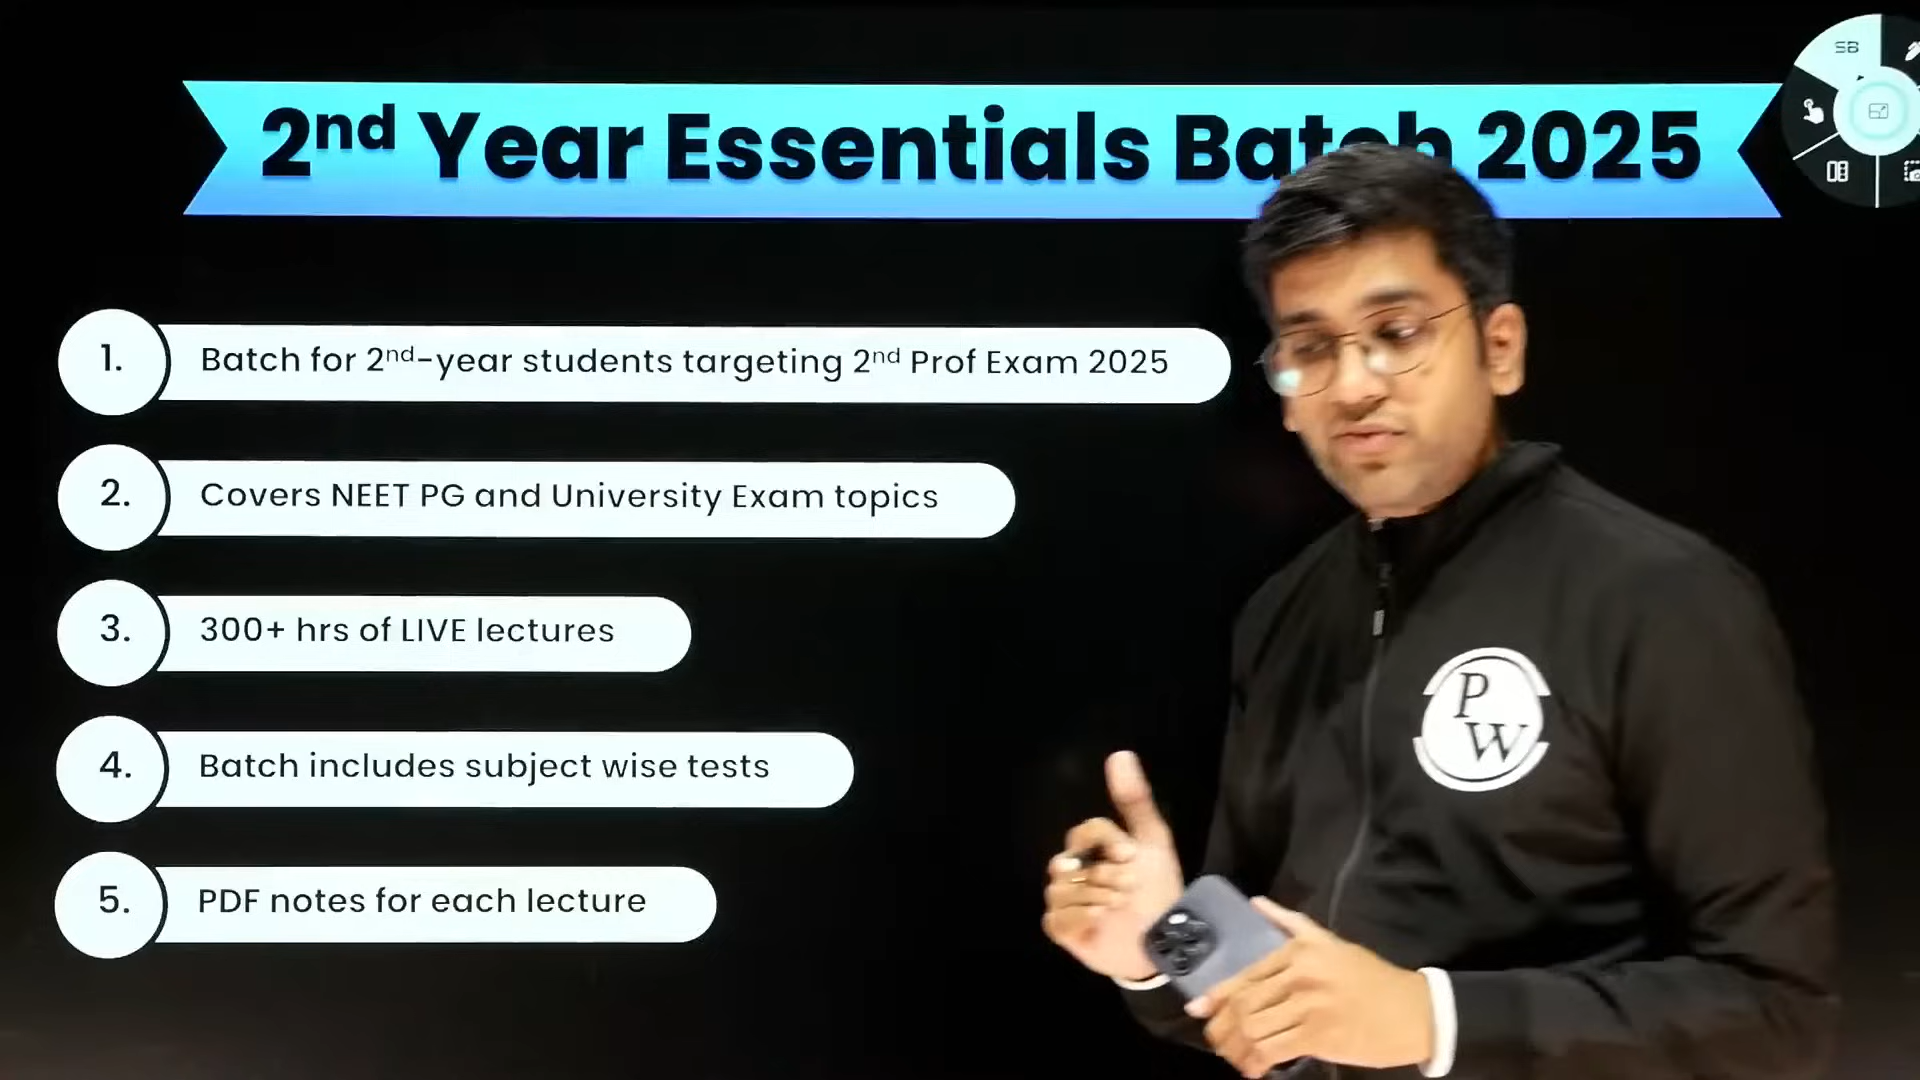 SB
2nd Year Essentials Batch 2025
1. Batch for 2nd-year students targeting 2nd Prof Exam 2025
2. Covers NEET PG and University Exam topics
3. 300+ hrs of LIVE lectures
4. Batch includes subject wise tests
5. PDF notes for each lecture
P
W